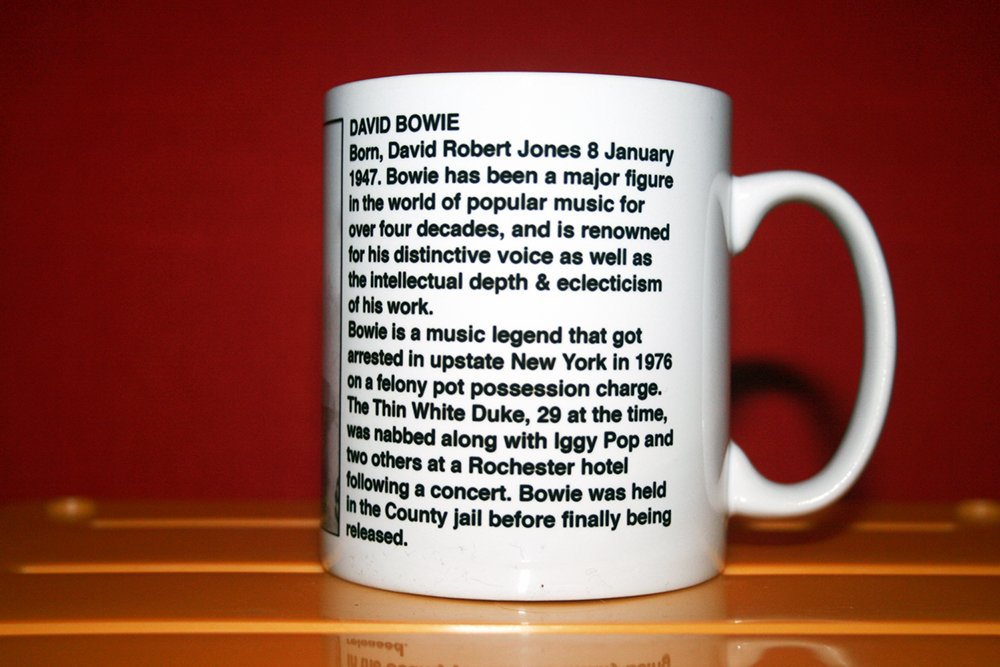 DAVID BOWIE
Born, David Robert Jones 8 January
1947. Bowie has been a major figure
in the world of popular music for
over four decades, and is renowned
for his distinctive voice as well as
the intellectual depth & eclecticism
of his work.
Bowie is a music legend that got
arrested in upstate New York in 1976
on a felony pot possession charge.
The Thin White Duke, 29 at the time,
was nabbed along with Iggy Pop and
two others at a Rochester hotel
following a concert. Bowie was held
in the County jail before finally being
released.